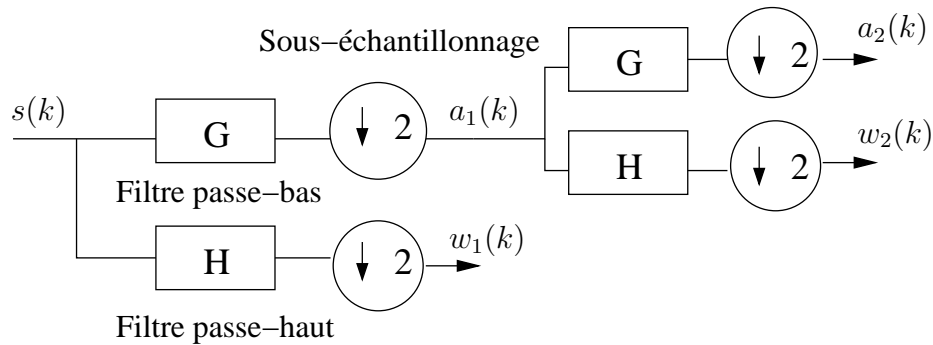 Sous−échantillonnage
a₂(k)
G
↓ 2
s(k)
G
↓ 2
a₁(k)
w₂(k)
H
↓ 2
Filtre passe−bas
w₁(k)
H
↓ 2
Filtre passe−haut